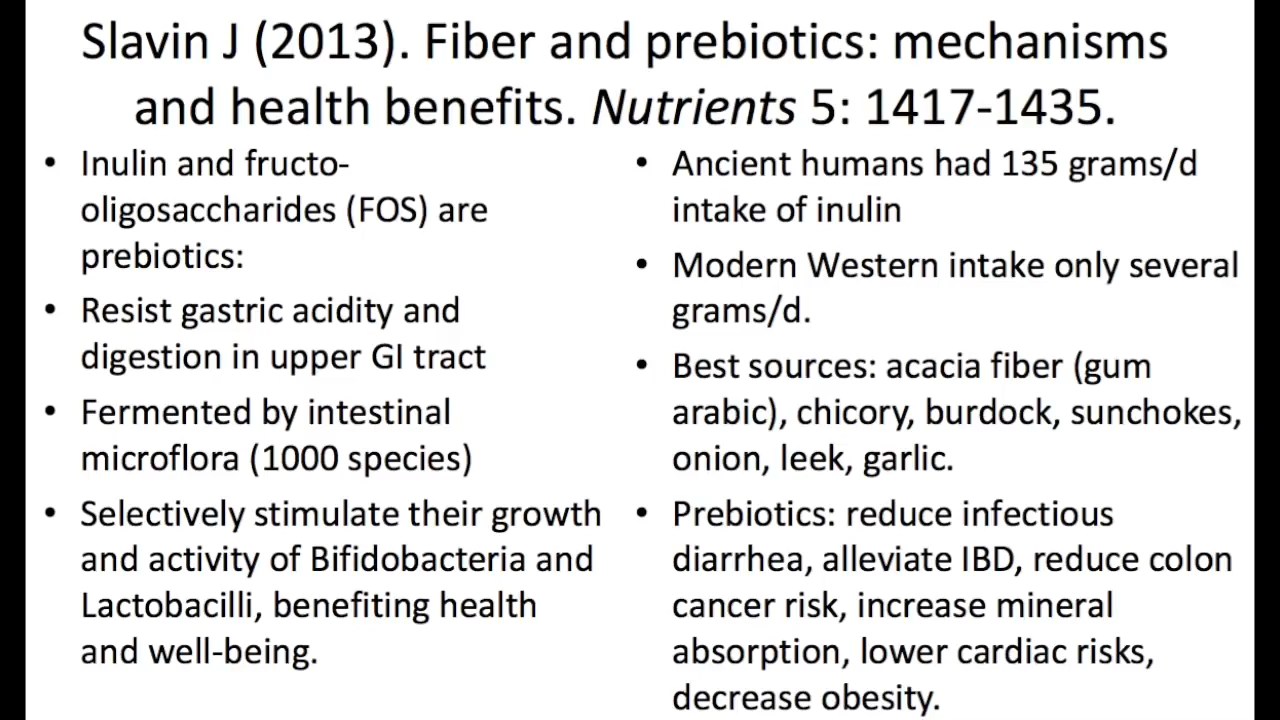 Slavin J (2013). Fiber and prebiotics: mechanisms
and health benefits. Nutrients 5: 1417-1435.
• Inulin and fructo-
oligosaccharides (FOS) are
prebiotics:
• Resist gastric acidity and
digestion in upper GI tract
• Fermented by intestinal
microflora (1000 species)
• Selectively stimulate their growth
and activity of Bifidobacteria and
Lactobacilli, benefiting health
and well-being.
• Ancient humans had 135 grams/d
intake of inulin
• Modern Western intake only several
grams/d.
• Best sources: acacia fiber (gum
arabic), chicory, burdock, sunchokes,
onion, leek, garlic.
• Prebiotics: reduce infectious
diarrhea, alleviate IBD, reduce colon
cancer risk, increase mineral
absorption, lower cardiac risks,
decrease obesity.